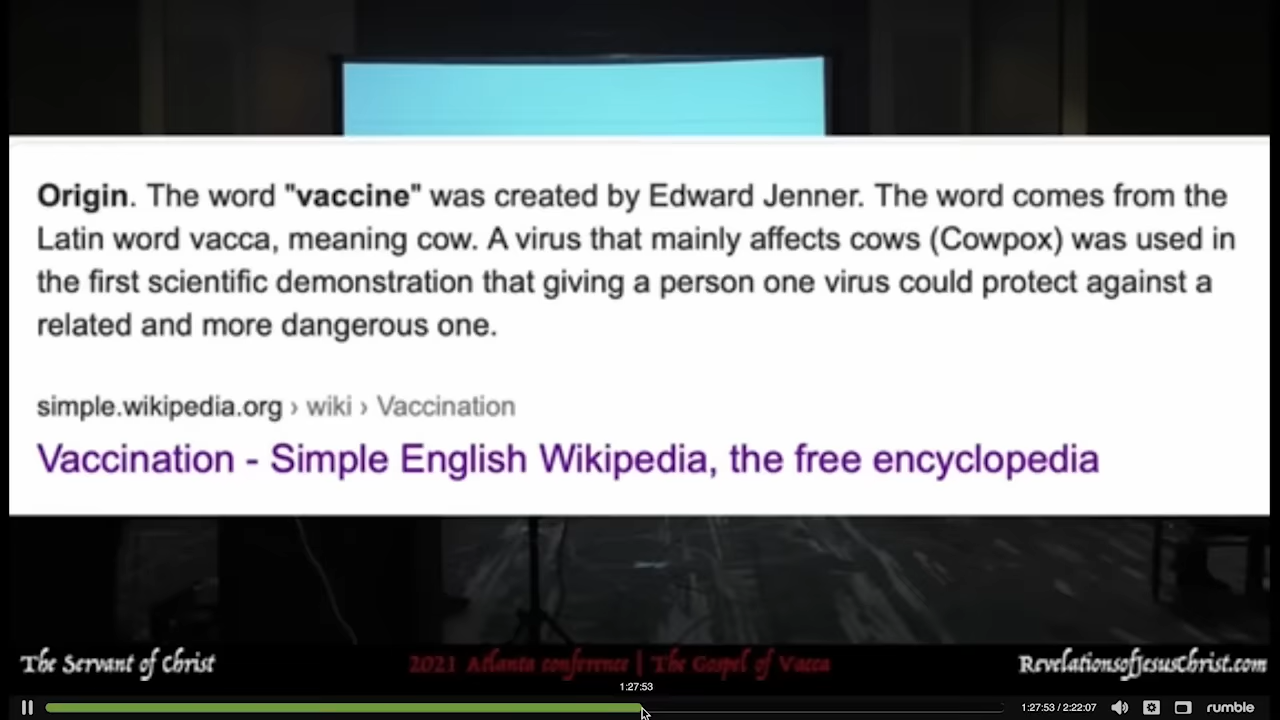 Origin. The word "vaccine" was created by Edward Jenner. The word comes from the
Latin word vacca, meaning cow. A virus that mainly affects cows (Cowpox) was used in
the first scientific demonstration that giving a person one virus could protect against a
related and more dangerous one.
simple.wikipedia.org › wiki › Vaccination
Vaccination - Simple English Wikipedia, the free encyclopedia
The Servant of Christ
2021 Atlanta conference | The Gospel of Vacca
RevelationsofJesusChrist.com
1:27:53
1:27:53 / 2:22:07
rumble